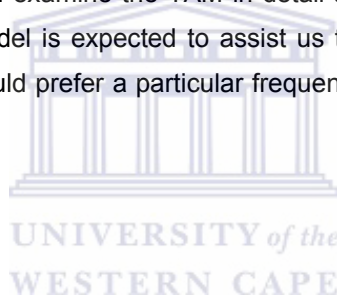 examine the TAM in detail
del is expected to assist us
uld prefer a particular frequen
UNIVERSITY of the
WESTERN CAPE